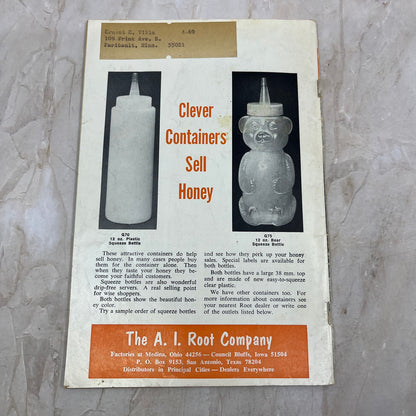 Ernest E. Villa 4-69
109 Frink Ave. S.
Faribault, Minn. 55021
Clever
Containers
Sell
Honey
Q70
12 oz. Plastic
Squeeze Bottle
Q75
12 oz. Bear
Squeeze Bottle
These attractive containers do help
sell honey. In many cases people buy
them for the container alone. Then
when they taste your honey they be-
come your faithful customers.
Squeeze bottles are also wonderful
drip-free servers. A real selling point
for wise shoppers.
Both bottles show the beautiful hon-
ey color.
Try a sample order of squeeze bottles
and see how they perk up your honey
sales. Special labels are available for
both bottles.
Both bottles have a large 38 mm. top
and are made of new easy-to-squeeze
clear plastic.
We have other containers too. For
more information about containers see
your nearest Root dealer or write one
of the outlets listed below.
The A. I. Root Company
Factories at Medina, Ohio 44256 — Council Bluffs, Iowa 51504
P. O. Box 9153, San Antonio, Texas 78204
Distributors in Principal Cities — Dealers Everywhere